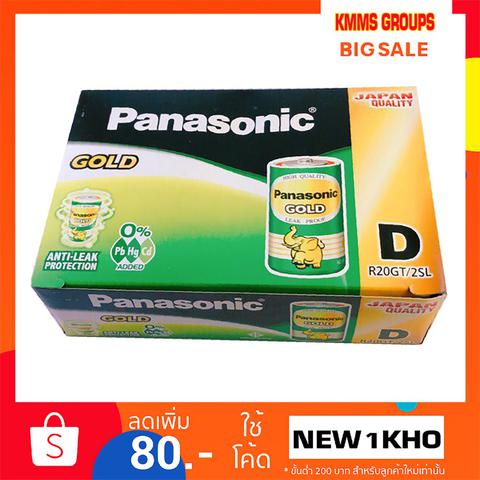 KMMS GROUPS
BIG SALE
JAPAN
QUALITY
Panasonic®
GOLD
HIGH QUALITY
Panasonic
GOLD
LEAK PROOF
ANTI-LEAK
PROTECTION
0%
Pb Hg Cd
ADDED
D
R20GT/2SL
Panasonic
GOLD
D
S
ลดเพิ่ม
80.-
ใช้
โค้ด
NEW1KHO
* ขั้นต่ำ 200 บาท สำหรับลูกค้าใหม่เท่านั้น